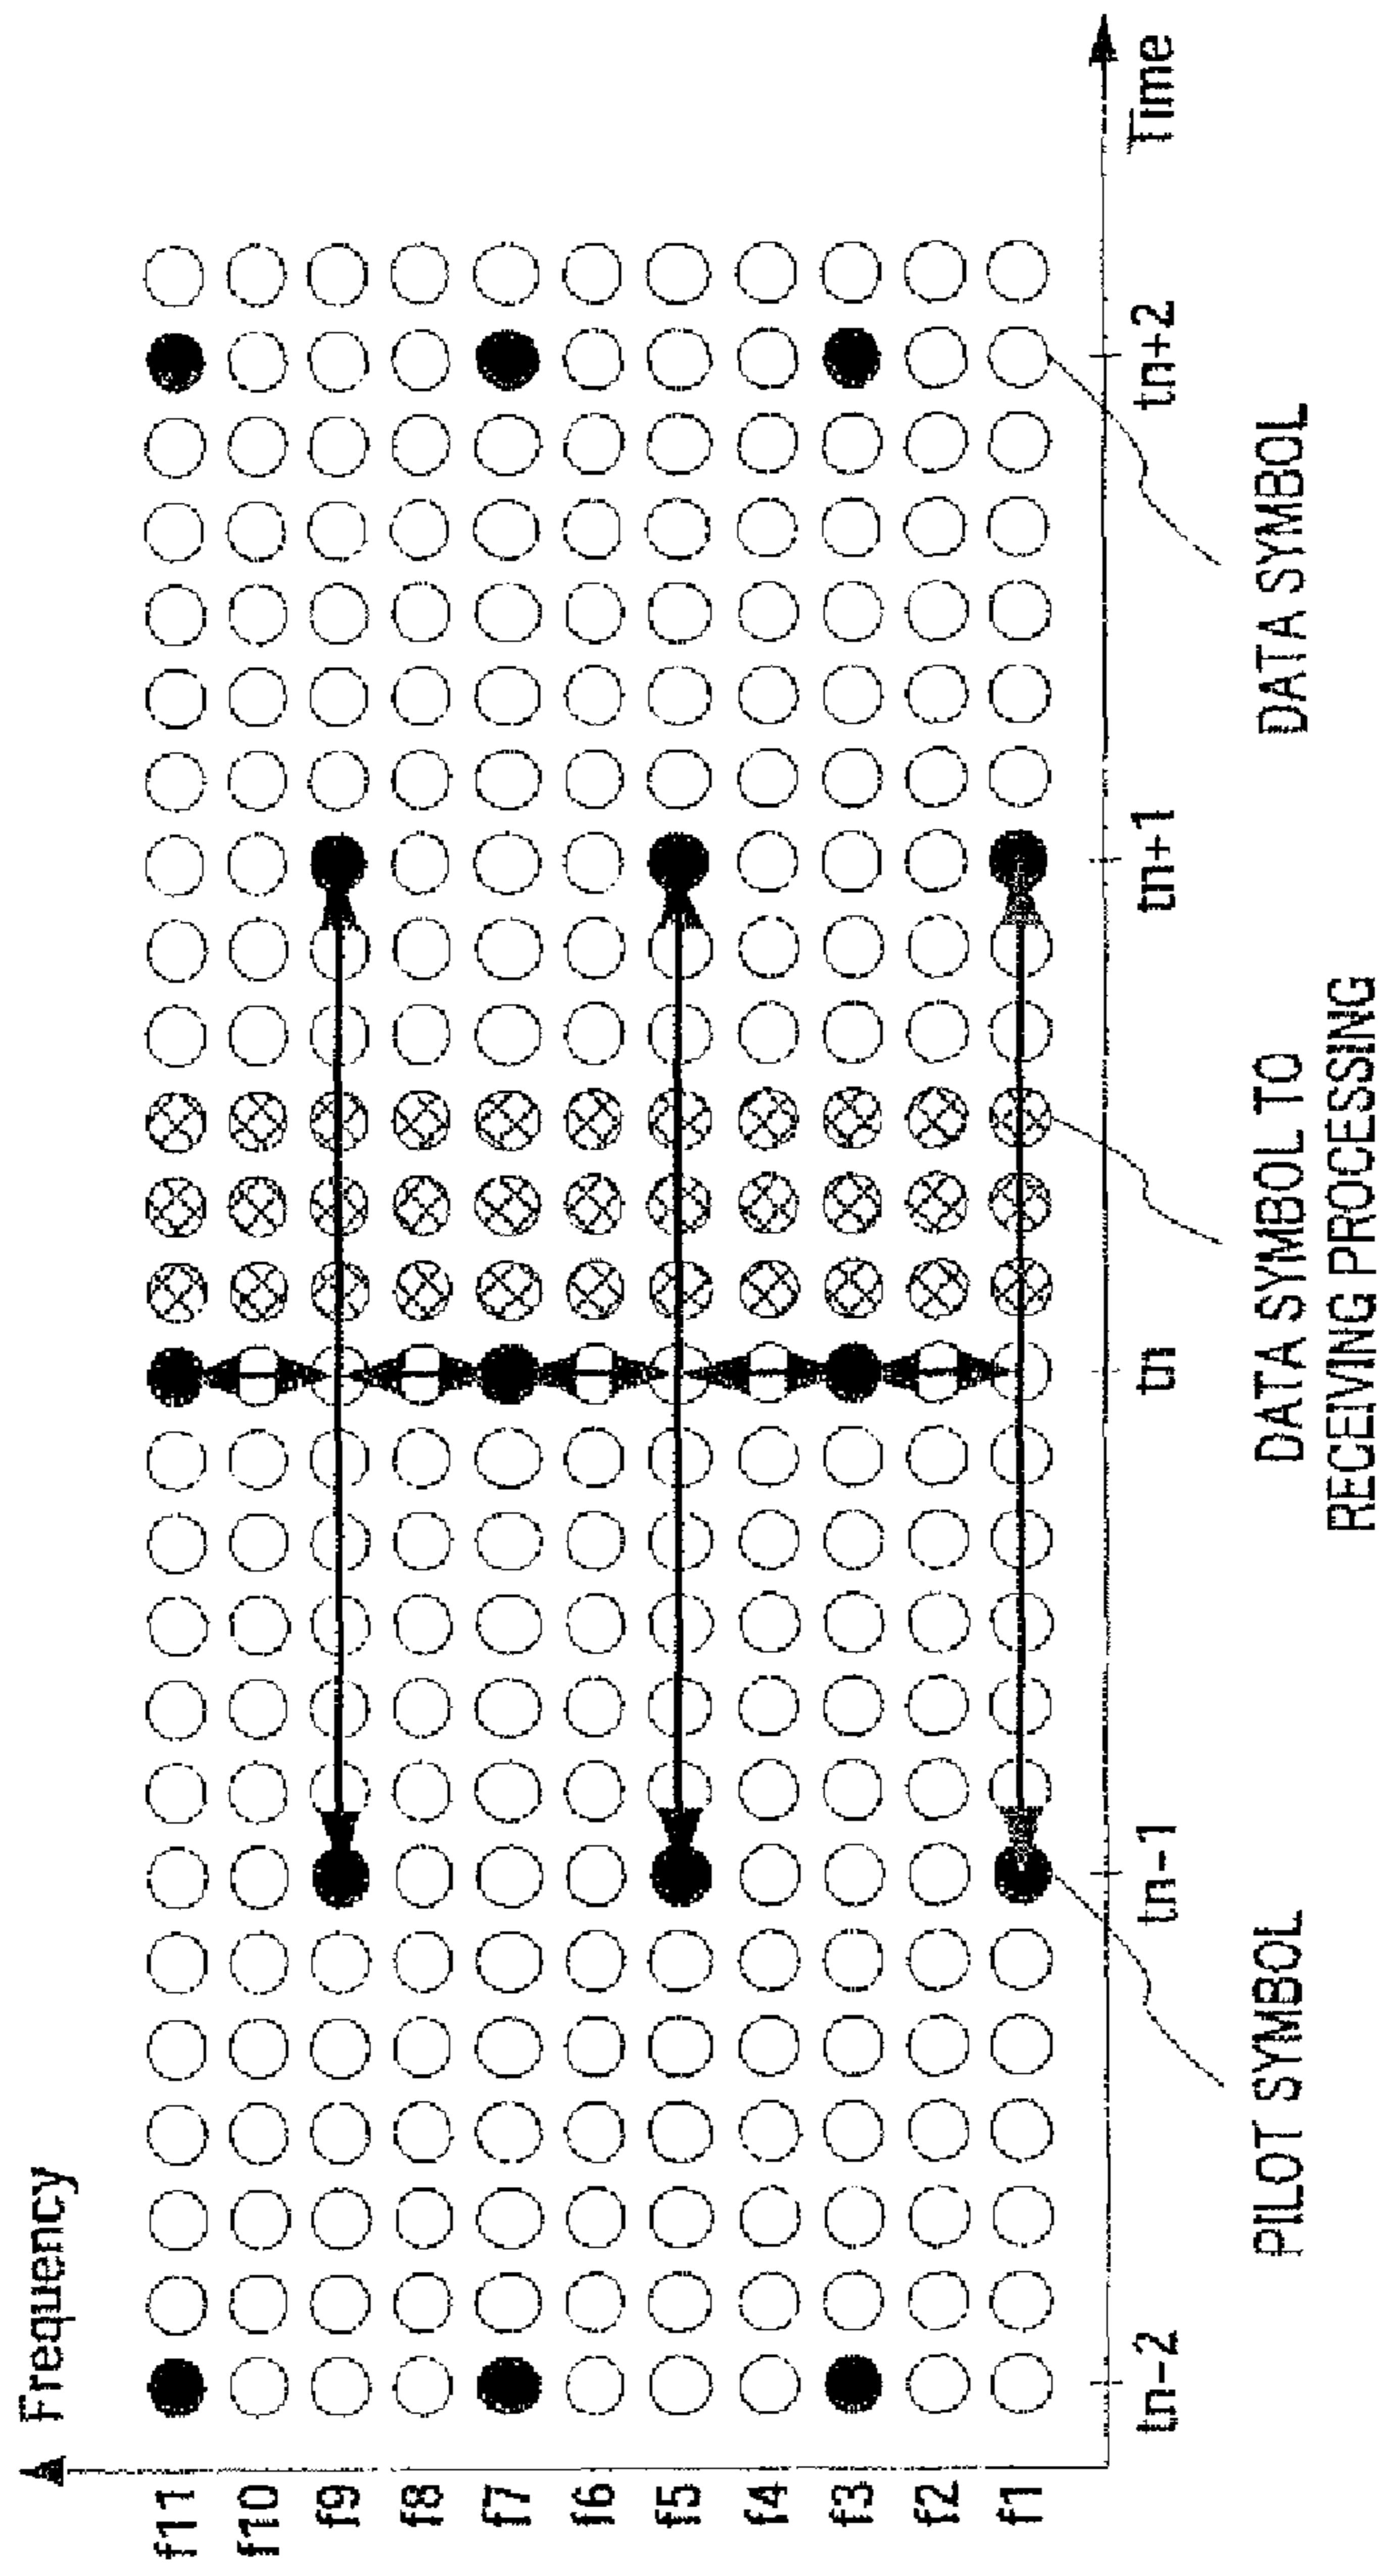 Frequency
f11
f10
f9
f8
f7
f6
f5
f4
f3
f2
f1
tn-2
tn-1
tn
tn+1
tn+2
Time
PILOT SYMBOL
DATA SYMBOL TO
RECEIVING PROCESSING
DATA SYMBOL